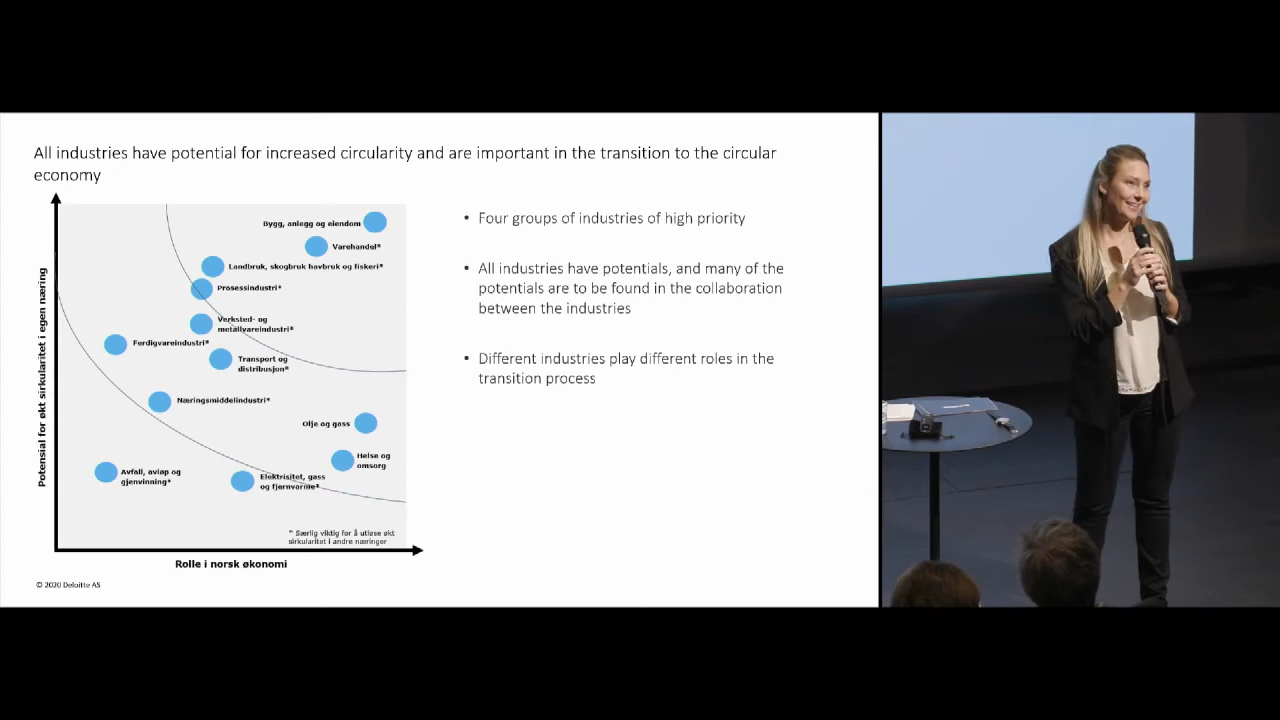 All industries have potential for increased circularity and are important in the transition to the circular
economy
Potensial for økt sirkularitet i egen næring
Bygg, anlegg og eiendom
Varehandel*
Landbruk, skogbruk havbruk og fiskeri*
Prosessindustri*
Verksted- og
metallvareindustri*
Ferdigvareindustri*
Transport og
distribusjon*
Næringsmiddelindustri*
Olje og gass
Helse og
omsorg
Avfall, avløp og
gjenvinning*
Elektrisitet, gass
og fjernvarme*
* Særlig viktig for å utløse økt
sirkularitet i andre næringer
Rolle i norsk økonomi
© 2020 Deloitte AS
• Four groups of industries of high priority
• All industries have potentials, and many of the
potentials are to be found in the collaboration
between the industries
• Different industries play different roles in the
transition process